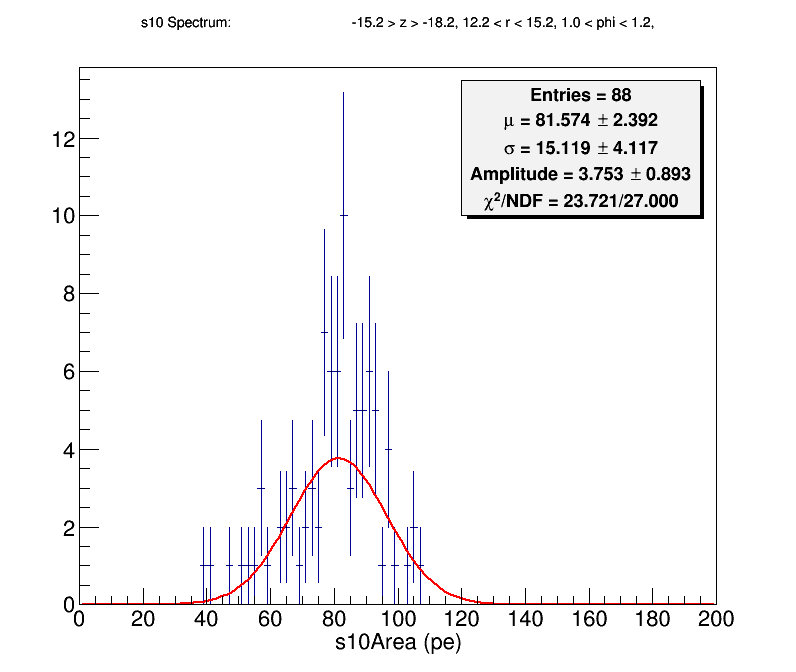 s10 Spectrum: -15.2 > z > -18.2, 12.2 < r < 15.2, 1.0 < phi < 1.2,
Entries = 88
μ = 81.574 ± 2.392
σ = 15.119 ± 4.117
Amplitude = 3.753 ± 0.893
χ²/NDF = 23.721/27.000
12
10
8
6
4
2
0
0 20 40 60 80 100 120 140 160 180 200
s10Area (pe)